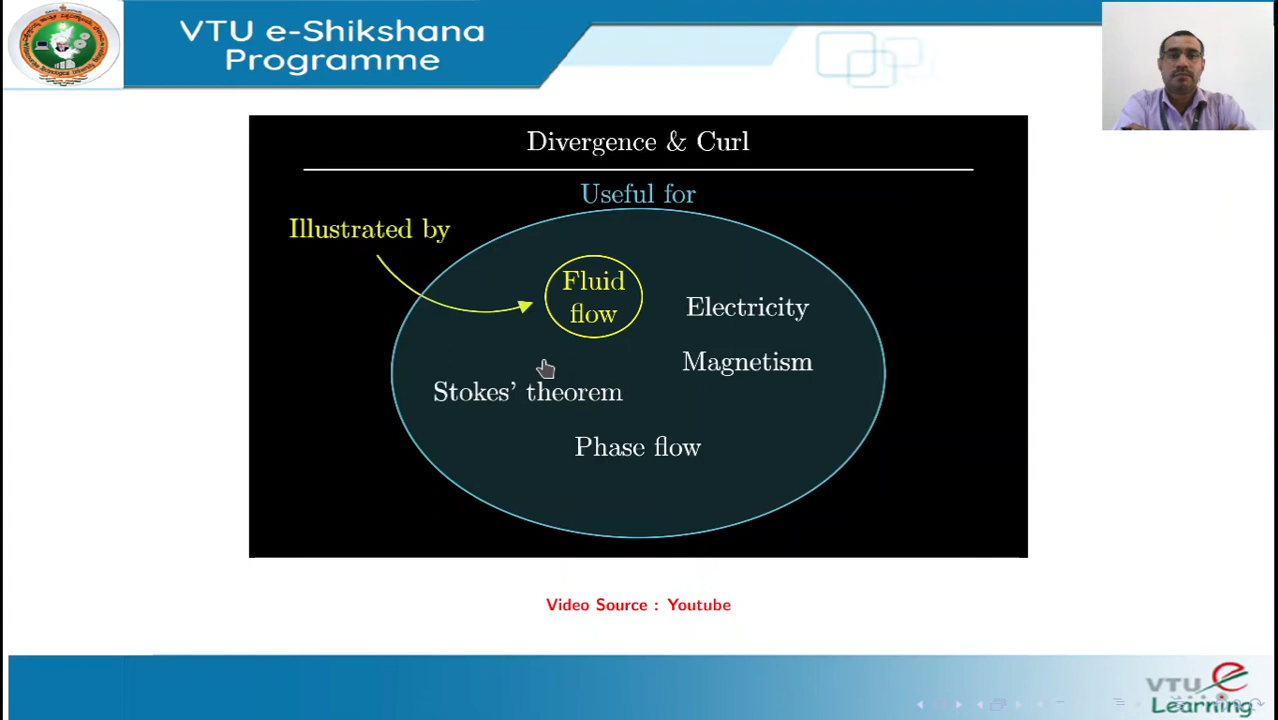 VTU e-Shikshana
Programme
Divergence & Curl
Useful for
Illustrated by
Fluid
flow
Electricity
Magnetism
Stokes' theorem
Phase flow
Video Source : Youtube
VTU
Learning